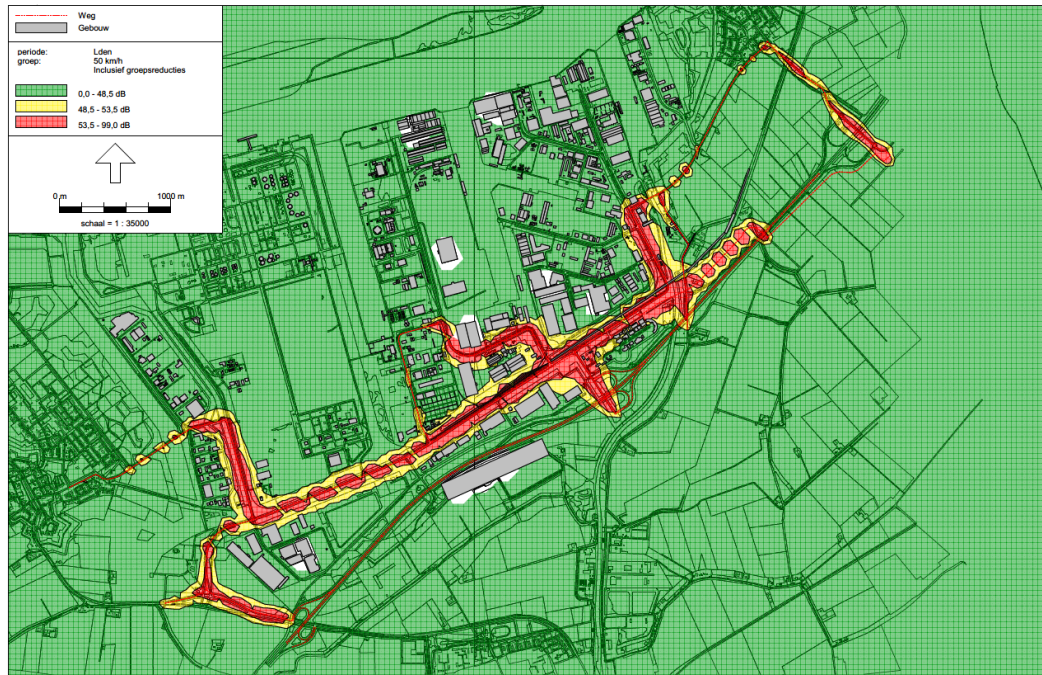 Weg
Gebouw
periode: Lden
groep: 50 km/h
Inclusief groepsreducties
0,0 - 48,5 dB
48,5 - 53,5 dB
53,5 - 99,0 dB
0 m 1000 m
schaal = 1 : 35000